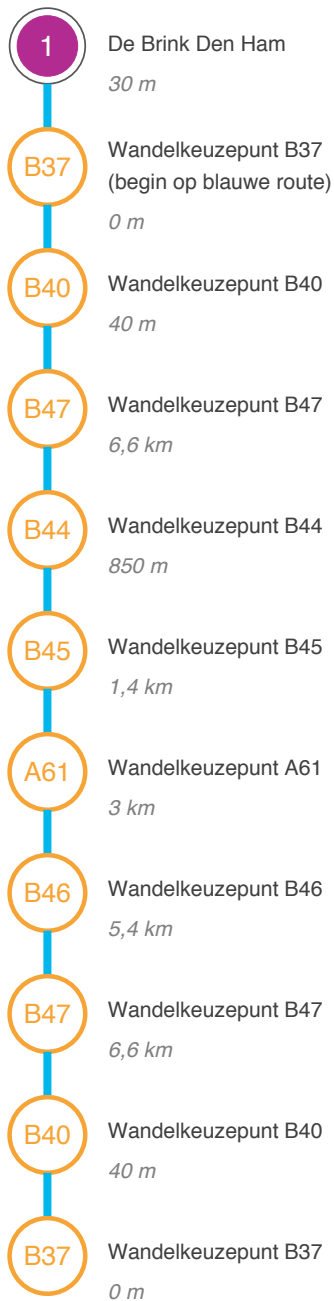 1
De Brink Den Ham
30 m
B37
Wandelkeuzepunt B37
(begin op blauwe route)
0 m
B40
Wandelkeuzepunt B40
40 m
B47
Wandelkeuzepunt B47
6,6 km
B44
Wandelkeuzepunt B44
850 m
B45
Wandelkeuzepunt B45
1,4 km
A61
Wandelkeuzepunt A61
3 km
B46
Wandelkeuzepunt B46
5,4 km
B47
Wandelkeuzepunt B47
6,6 km
B40
Wandelkeuzepunt B40
40 m
B37
Wandelkeuzepunt B37
0 m